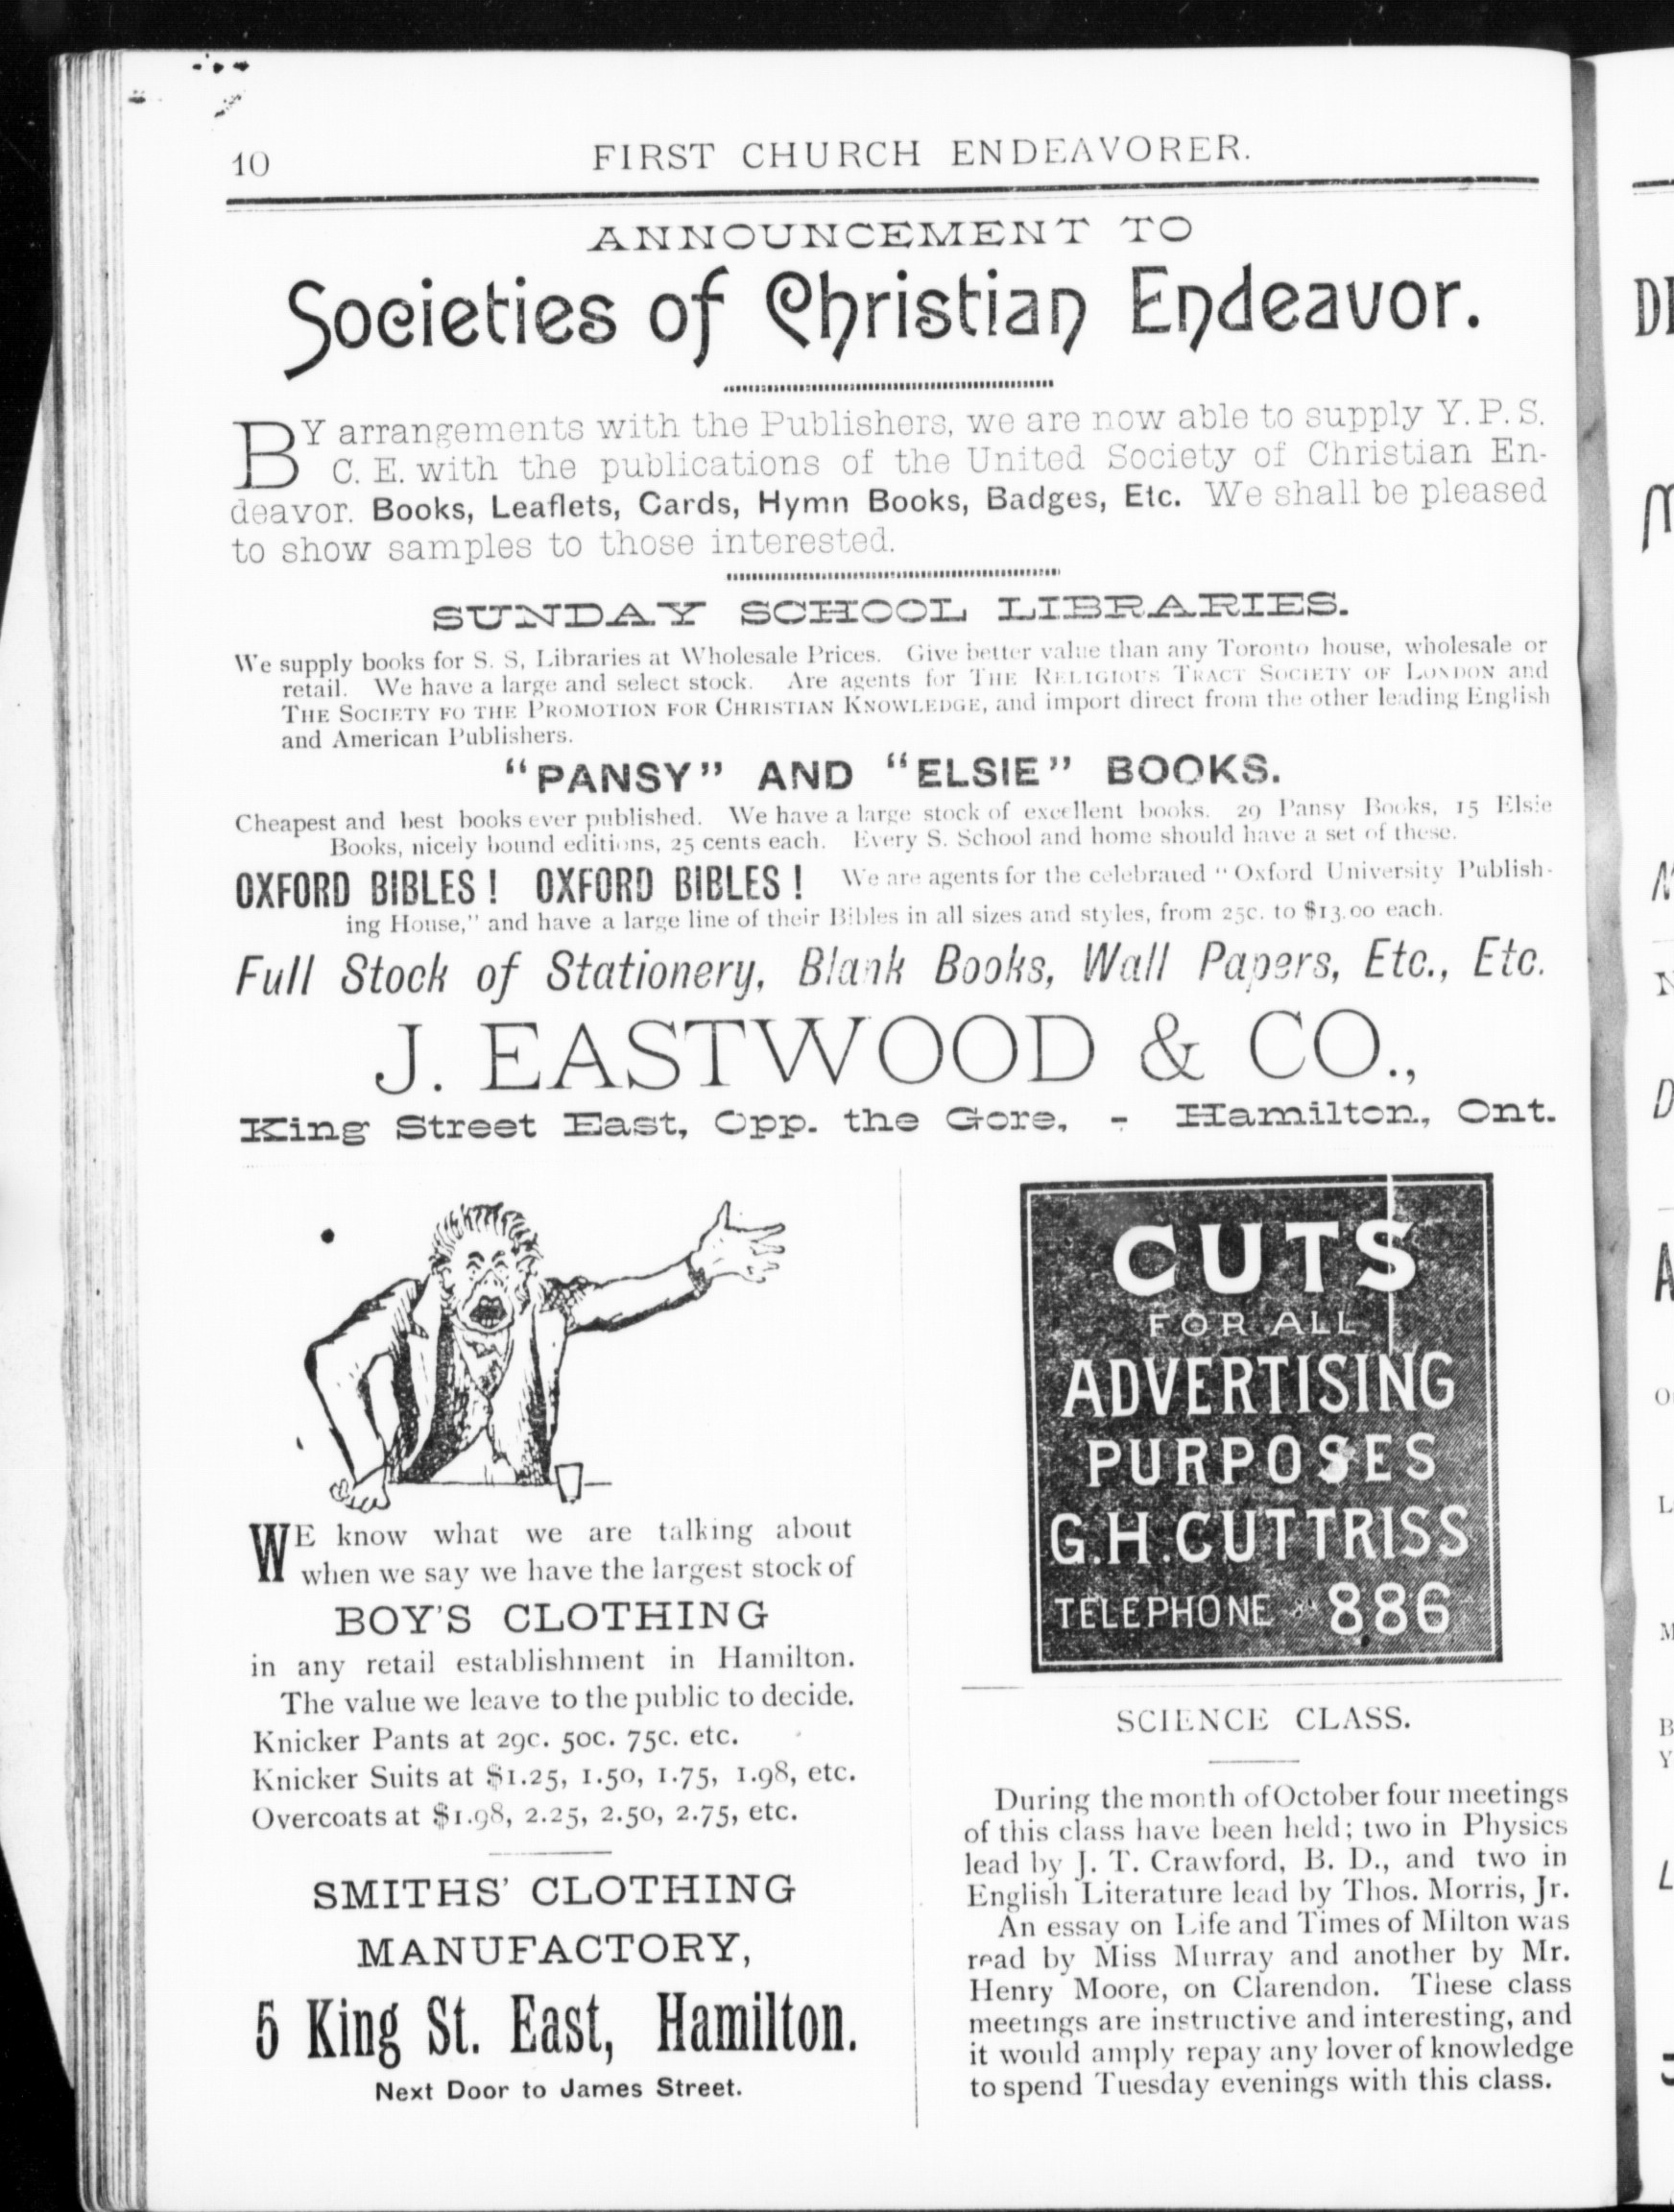 10
FIRST CHURCH ENDEAVORER.
ANNOUNCEMENT TO
Societies of Christian Endeavor.
BY arrangements with the Publishers, we are now able to supply Y. P. S.
C. E. with the publications of the United Society of Christian En-
deavor. Books, Leaflets, Cards, Hymn Books, Badges, Etc. We shall be pleased
to show samples to those interested.
SUNDAY SCHOOL LIBRARIES.
We supply books for S. S, Libraries at Wholesale Prices. Give better value than any Toronto house, wholesale or
retail. We have a large and select stock. Are agents for THE RELIGIOUS TRACT SOCIETY OF LONDON and
THE SOCIETY FO THE PROMOTION FOR CHRISTIAN KNOWLEDGE, and import direct from the other leading English
and American Publishers.
"PANSY" AND "ELSIE" BOOKS.
Cheapest and best books ever published. We have a large stock of excellent books. 29 Pansy Books, 15 Elsie
Books, nicely bound editions, 25 cents each. Every S. School and home should have a set of these.
OXFORD BIBLES ! OXFORD BIBLES ! We are agents for the celebrated "Oxford University Publish-
ing House," and have a large line of their Bibles in all sizes and styles, from 25c. to $13.00 each.
Full Stock of Stationery, Blank Books, Wall Papers, Etc., Etc.
J. EASTWOOD & CO.,
King Street East, Opp. the Gore, - Hamilton, Ont.
WE know what we are talking about
when we say we have the largest stock of
BOY'S CLOTHING
in any retail establishment in Hamilton.
The value we leave to the public to decide.
Knicker Pants at 29c. 50c. 75c. etc.
Knicker Suits at $1.25, 1.50, 1.75, 1.98, etc.
Overcoats at $1.98, 2.25, 2.50, 2.75, etc.
SMITHS' CLOTHING
MANUFACTORY,
5 King St. East, Hamilton.
Next Door to James Street.
CUTS
FOR ALL
ADVERTISING
PURPOSES
G.H.CUTTRISS
TELEPHONE 886
SCIENCE CLASS.
During the month of October four meetings
of this class have been held; two in Physics
lead by J. T. Crawford, B. D., and two in
English Literature lead by Thos. Morris, Jr.
An essay on Life and Times of Milton was
read by Miss Murray and another by Mr.
Henry Moore, on Clarendon. These class
meetings are instructive and interesting, and
it would amply repay any lover of knowledge
to spend Tuesday evenings with this class.